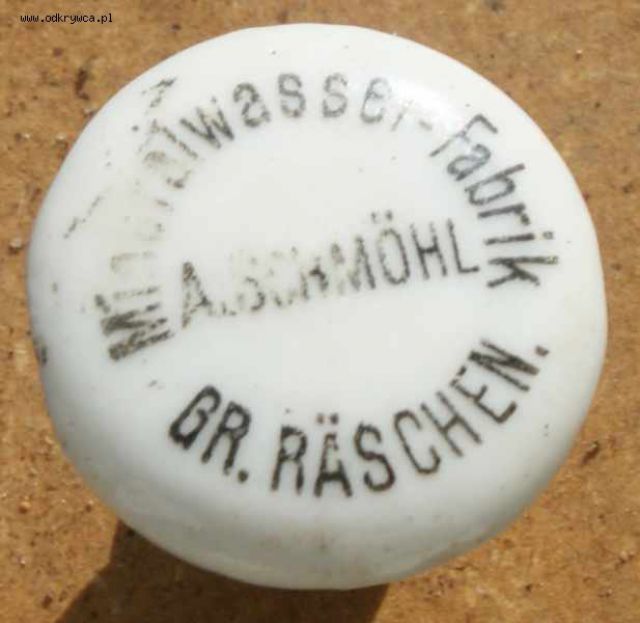 www.odkrywca.pl
Mineralwasser-Fabrik
A. SCHMÖHL
GR. RÄSCHEN.